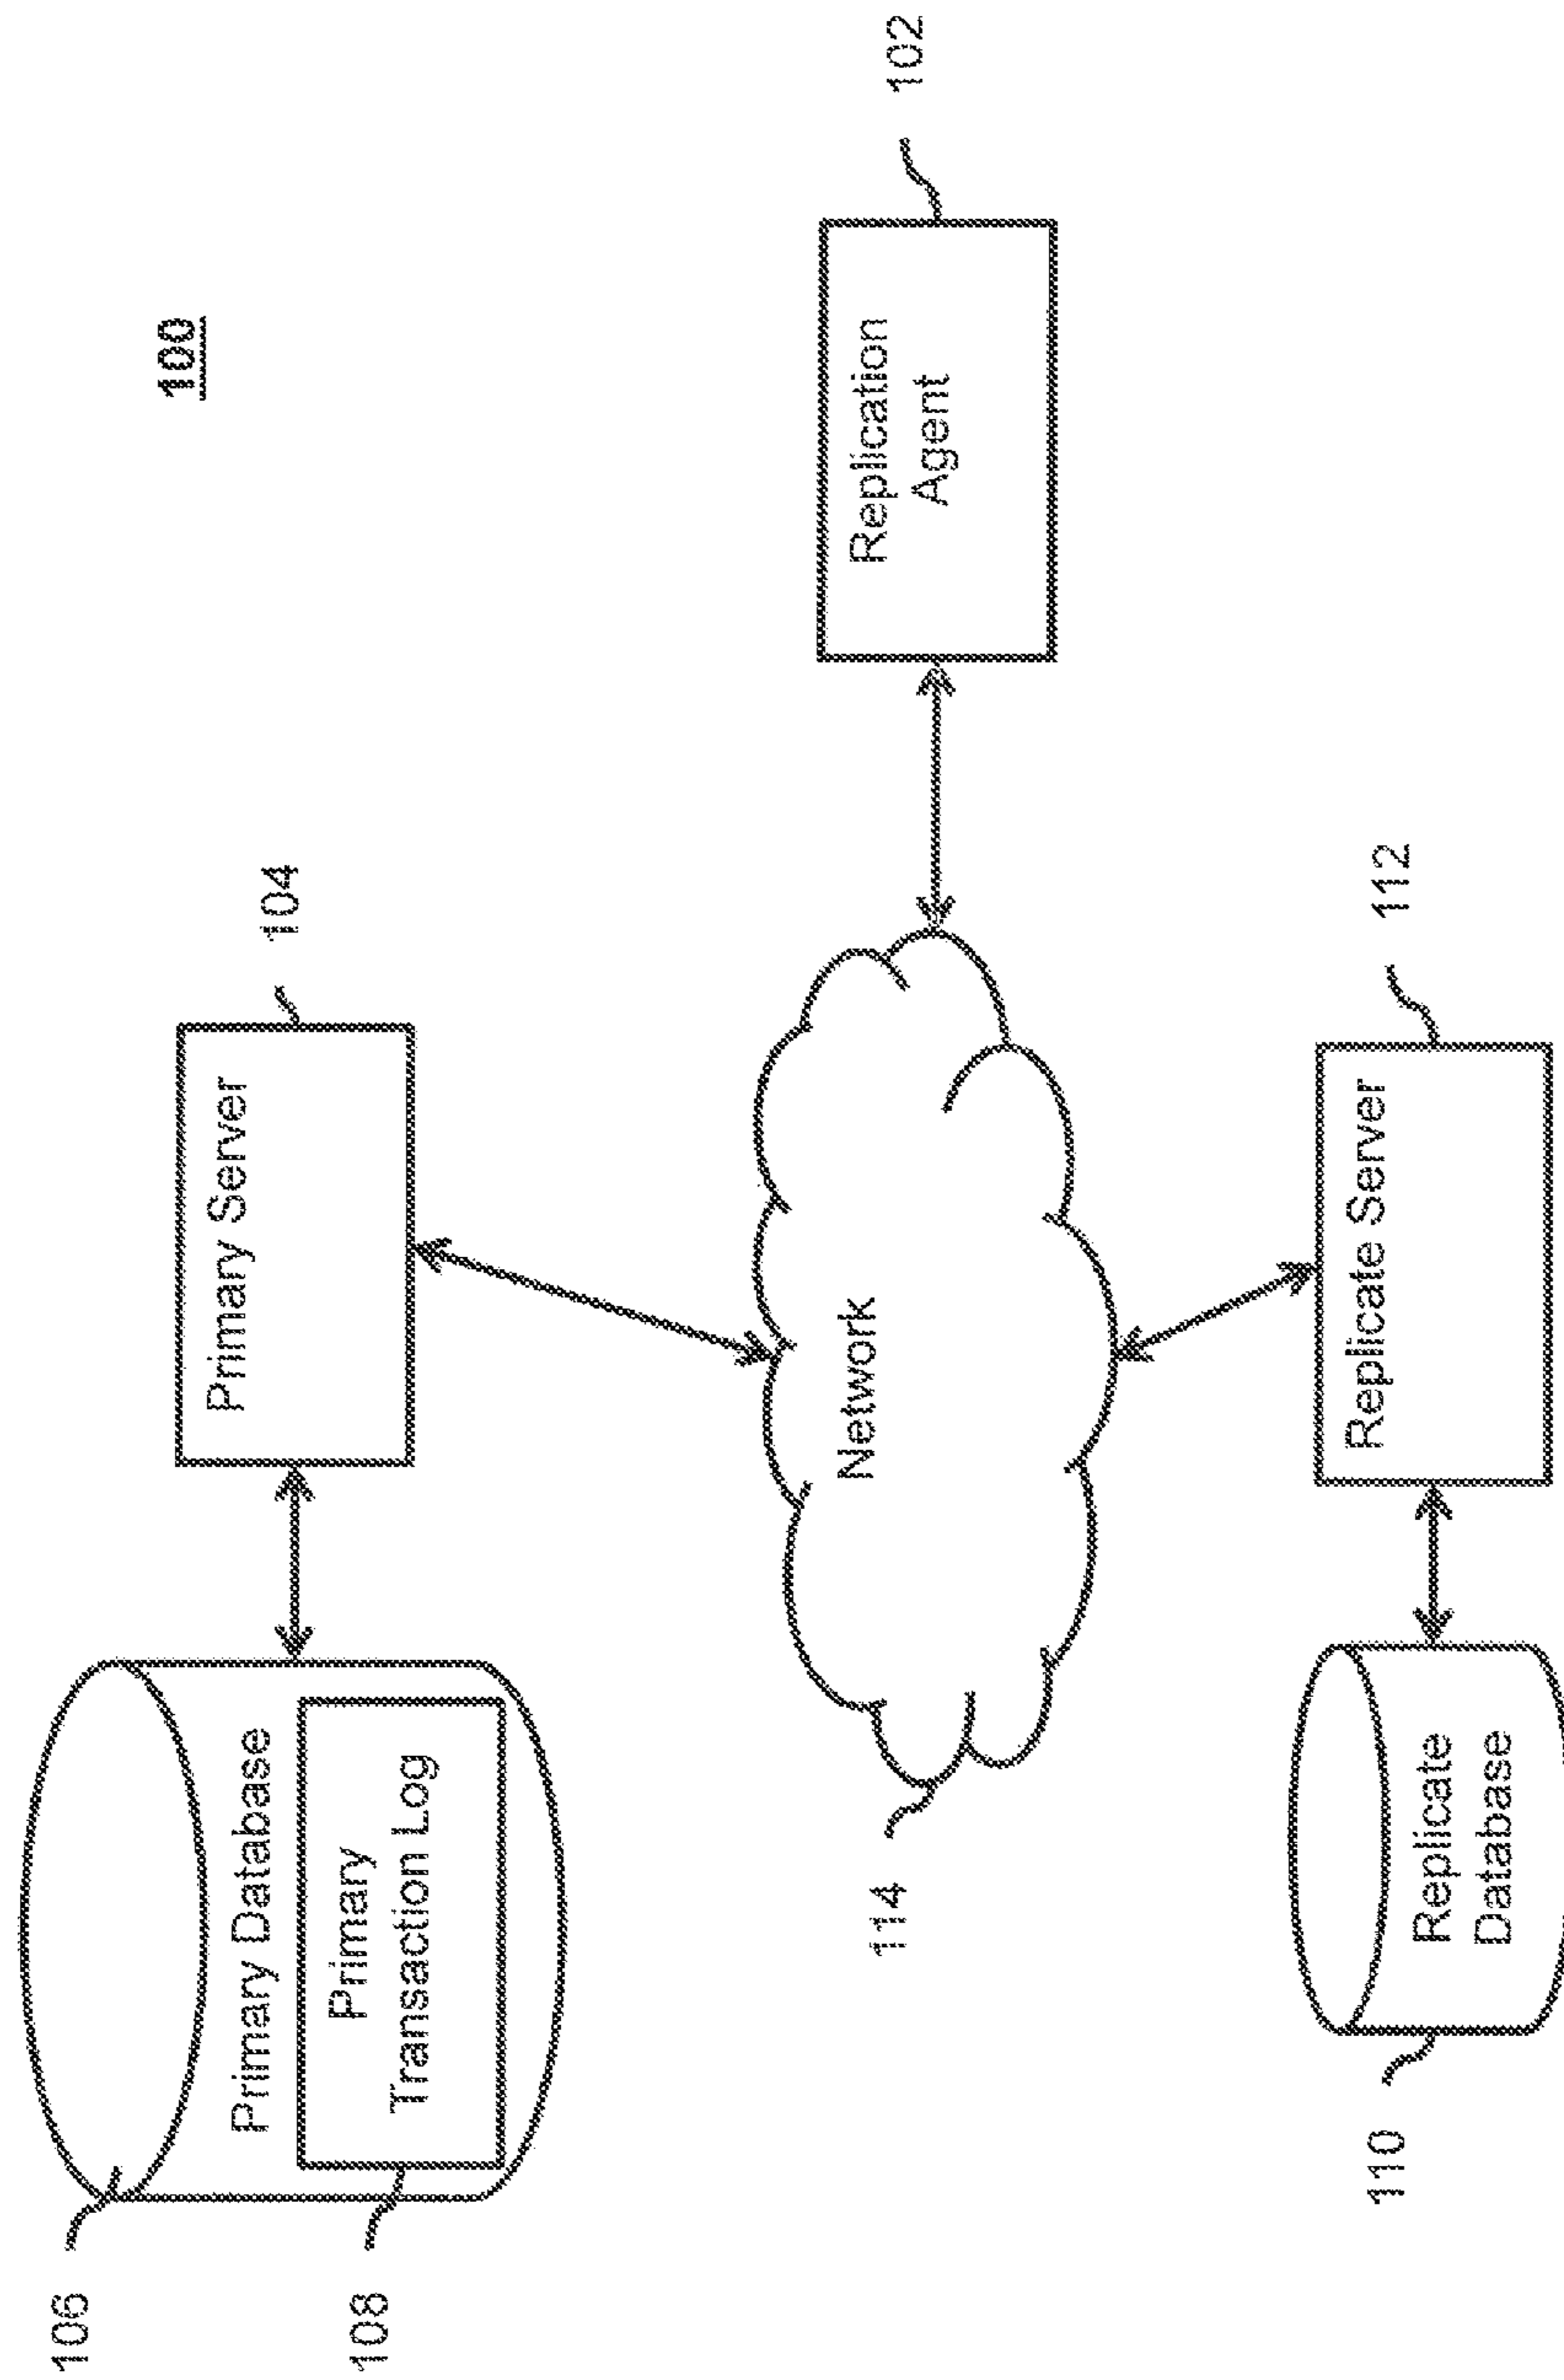 100
106
Primary Database
108
Primary
Transaction Log
Primary Server
104
114
Network
Replication
Agent
102
110
Replicate
Database
Replicate Server
112